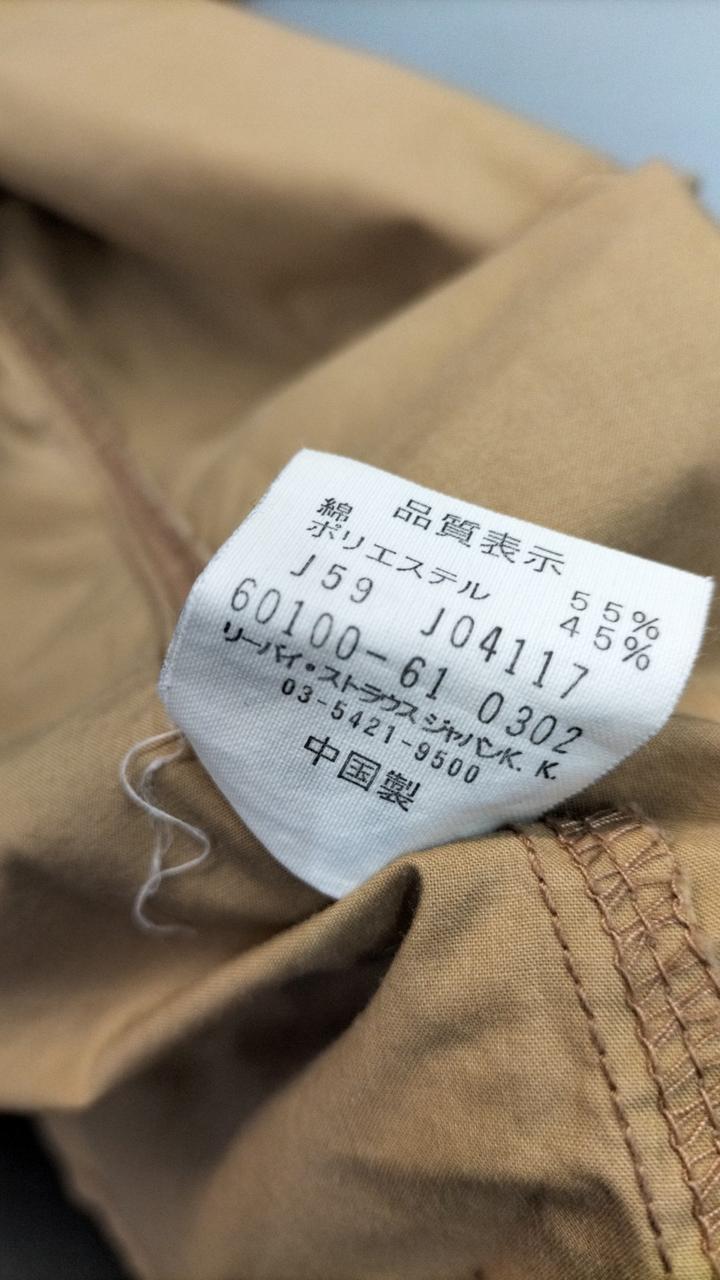 品質表示
綿 55%
ポリエステル 45%
J59 J04117
60100-61 0302
リーバイ・ストラウス ジャパンK.K.
03-5421-9500
中国製